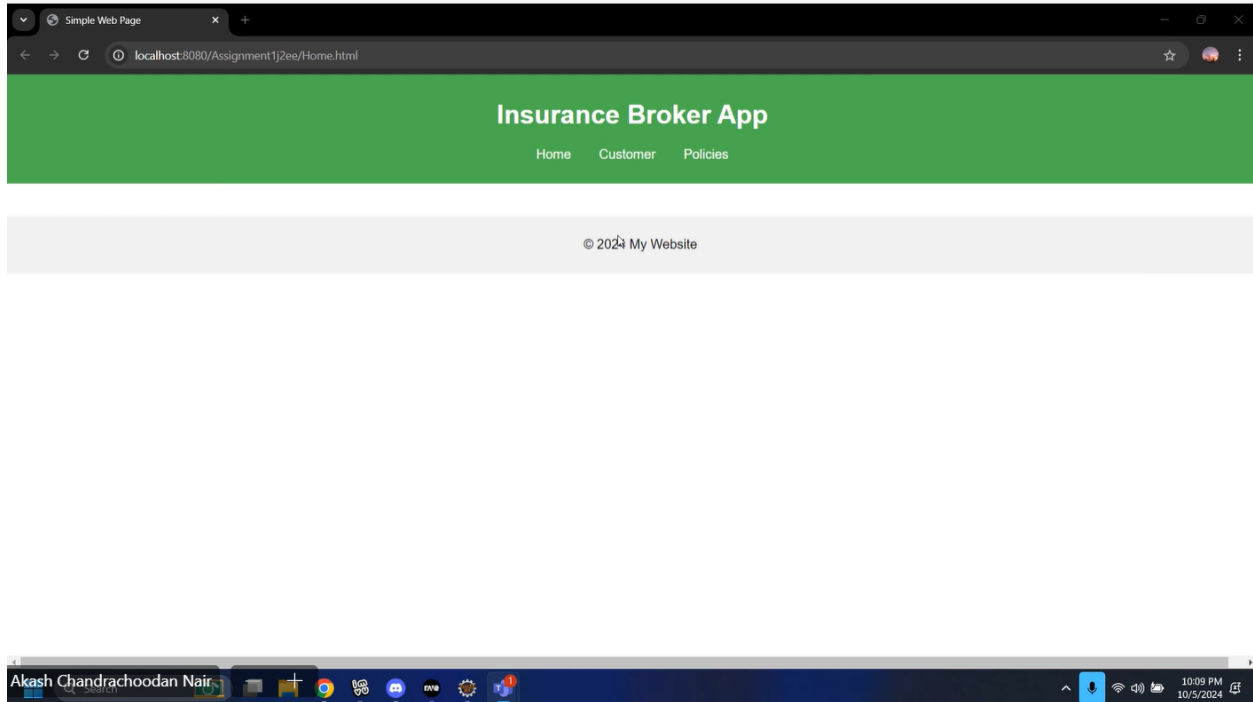 Simple Web Page
localhost:8080/Assignment1j2ee/Home.html
Insurance Broker App
Home Customer Policies
© 2024 My Website
Akash Chandrachoodan Nair
Search
10:09 PM
10/5/2024